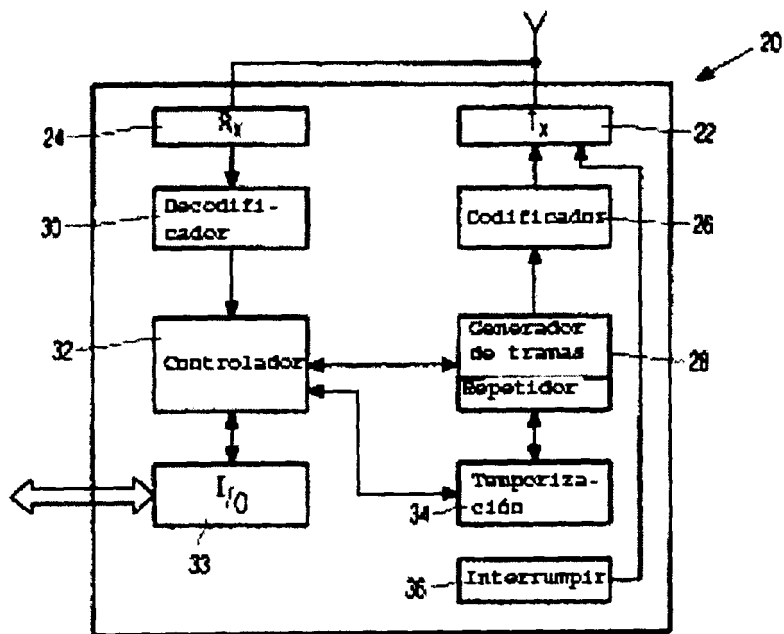 20
24
Rx
Tx
22
30
Decodifi-
cador
Codificador
26
32
Controlador
Generador
de tramas
Repetidor
28
I/O
33
34
Temporiza-
ción
36
Interrumpir